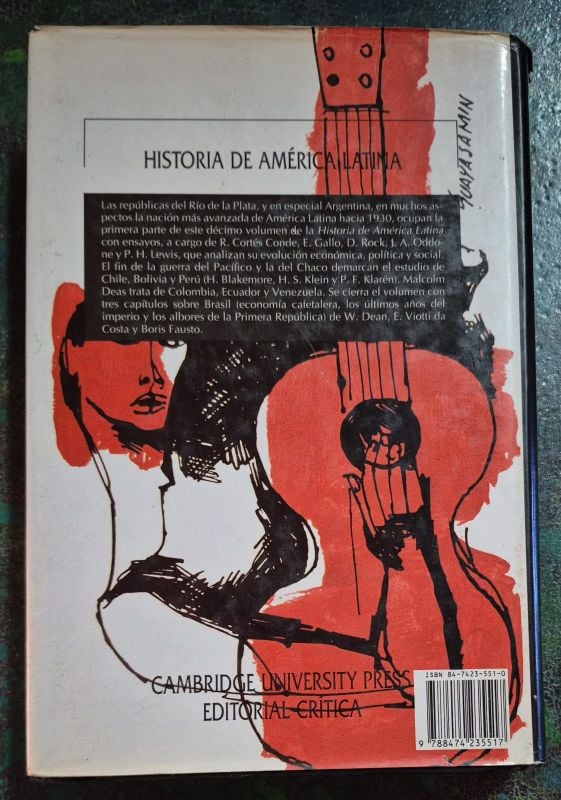 GUAYASAMIN
HISTORIA DE AMÉRICA LATINA
Las repúblicas del Río de la Plata, y en especial Argentina, en muchos as-
pectos la nación más avanzada de América Latina hacia 1930, ocupan la
primera parte de este décimo volumen de la Historia de América Latina
con ensayos, a cargo de R. Cortés Conde, E. Gallo, D. Rock, J. A. Oddo-
ne y P. H. Lewis, que analizan su evolución económica, política y social.
El fin de la guerra del Pacífico y la del Chaco demarcan el estudio de
Chile, Bolivia y Perú (H. Blakemore, H. S. Klein y P. F. Klarén). Malcolm
Deas trata de Colombia, Ecuador y Venezuela. Se cierra el volumen con
tres capítulos sobre Brasil (economía cafetalera, los últimos años del
imperio y los albores de la Primera República) de W. Dean, E. Viotti da
Costa y Boris Fausto.
CAMBRIDGE UNIVERSITY PRESS
EDITORIAL CRÍTICA
ISBN 84-7423-551-0
9 788474 235517